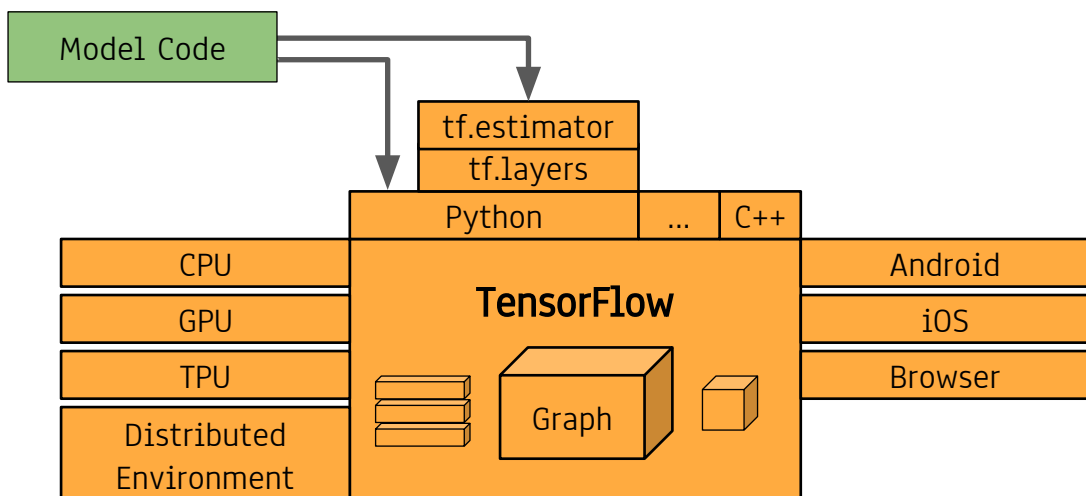 Model Code
tf.estimator
tf.layers
Python
...
C++
CPU
GPU
TPU
Distributed
Environment
TensorFlow
Graph
Android
iOS
Browser